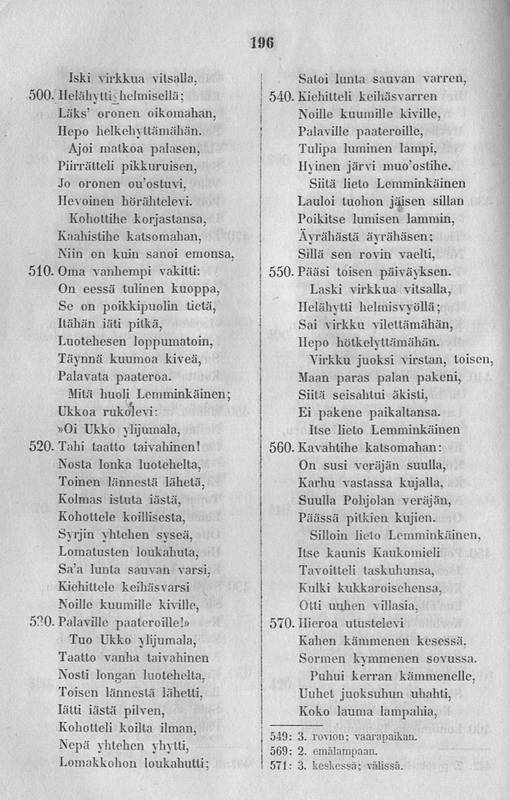 196
Iski virkkua vitsalla,
500. Helähytti helmisellä;
Läks' oronen oikomahan,
Hepo helkehyttämähän.
Ajoi matkoa palasen,
Piirrätteli pikkuruisen,
Jo oronen ou'ostuvi,
Hevoinen hörähtelevi.
Kohottihe korjastansa,
Kaahistihe katsomahan,
Niin on kuin sanoi emonsa,
510. Oma vanhempi vakitti:
On eessä tulinen kuoppa,
Se on poikkipuolin tietä,
Itähän iäti pitkä,
Luotehesen loppumatoin,
Täynnä kuumoa kiveä,
Palavata paateroa.
Mitä huoli Lemminkäinen;
Ukkoa rukolevi:
»Oi Ukko ylijumala,
520. Tahi taatto taivahinen!
Nosta lonka luotehelta,
Toinen lännestä lähetä,
Kolmas istuta iästä,
Kohottele koillisesta,
Syrjin yhtehen syseä,
Lomatusten loukahuta,
Sa'a lunta sauvan varsi,
Kiehittele keihäsvarsi
Noille kuumille kiville,
530. Palaville paateroille!»
Tuo Ukko ylijumala,
Taatto vanha taivahinen
Nosti longan luotehelta,
Toisen lännestä lähetti,
Iätti iästä pilven,
Kohotteli koilta ilman,
Nepä yhtehen yhytti,
Lomakkohon loukahutti;
Satoi lunta sauvan varren,
540. Kiehitteli keihäsvarren
Noille kuumille kiville,
Palaville paateroille,
Tulipa luminen lampi,
Hyinen järvi muo'ostihe.
Siitä lieto Lemminkäinen
Lauloi tuohon jäisen sillan
Poikitse lumisen lammin,
Äyrähästä äyrähäsen;
Sillä sen rovin vaelti,
550. Pääsi toisen päiväyksen.
Laski virkkua vitsalla,
Helähytti helmisvyöllä;
Sai virkku vilettämähän,
Hepo hötkelyttämähän.
Virkku juoksi virstan, toisen,
Maan paras palan pakeni,
Siitä seisahtui äkisti,
Ei pakene paikaltansa.
Itse lieto Lemminkäinen
560. Kavahtihe katsomahan:
On susi veräjän suulla,
Karhu vastassa kujalla,
Suulla Pohjolan veräjän,
Päässä pitkien kujien.
Silloin lieto Lemminkäinen,
Itse kaunis Kaukomieli
Tavoitteli taskuhunsa,
Kulki kukkaroisehensa,
Otti uuhen villasia,
570. Hieroa utustelevi
Kahen kämmenen kesessä,
Sormen kymmenen sovussa.
Puhui kerran kämmenelle,
Uuhet juoksuhun uhahti,
Koko lauma lampahia,
549: 3. rovion; vaarapaikan.
569: 2. emälampaan.
571: 3. keskessä; välissä.